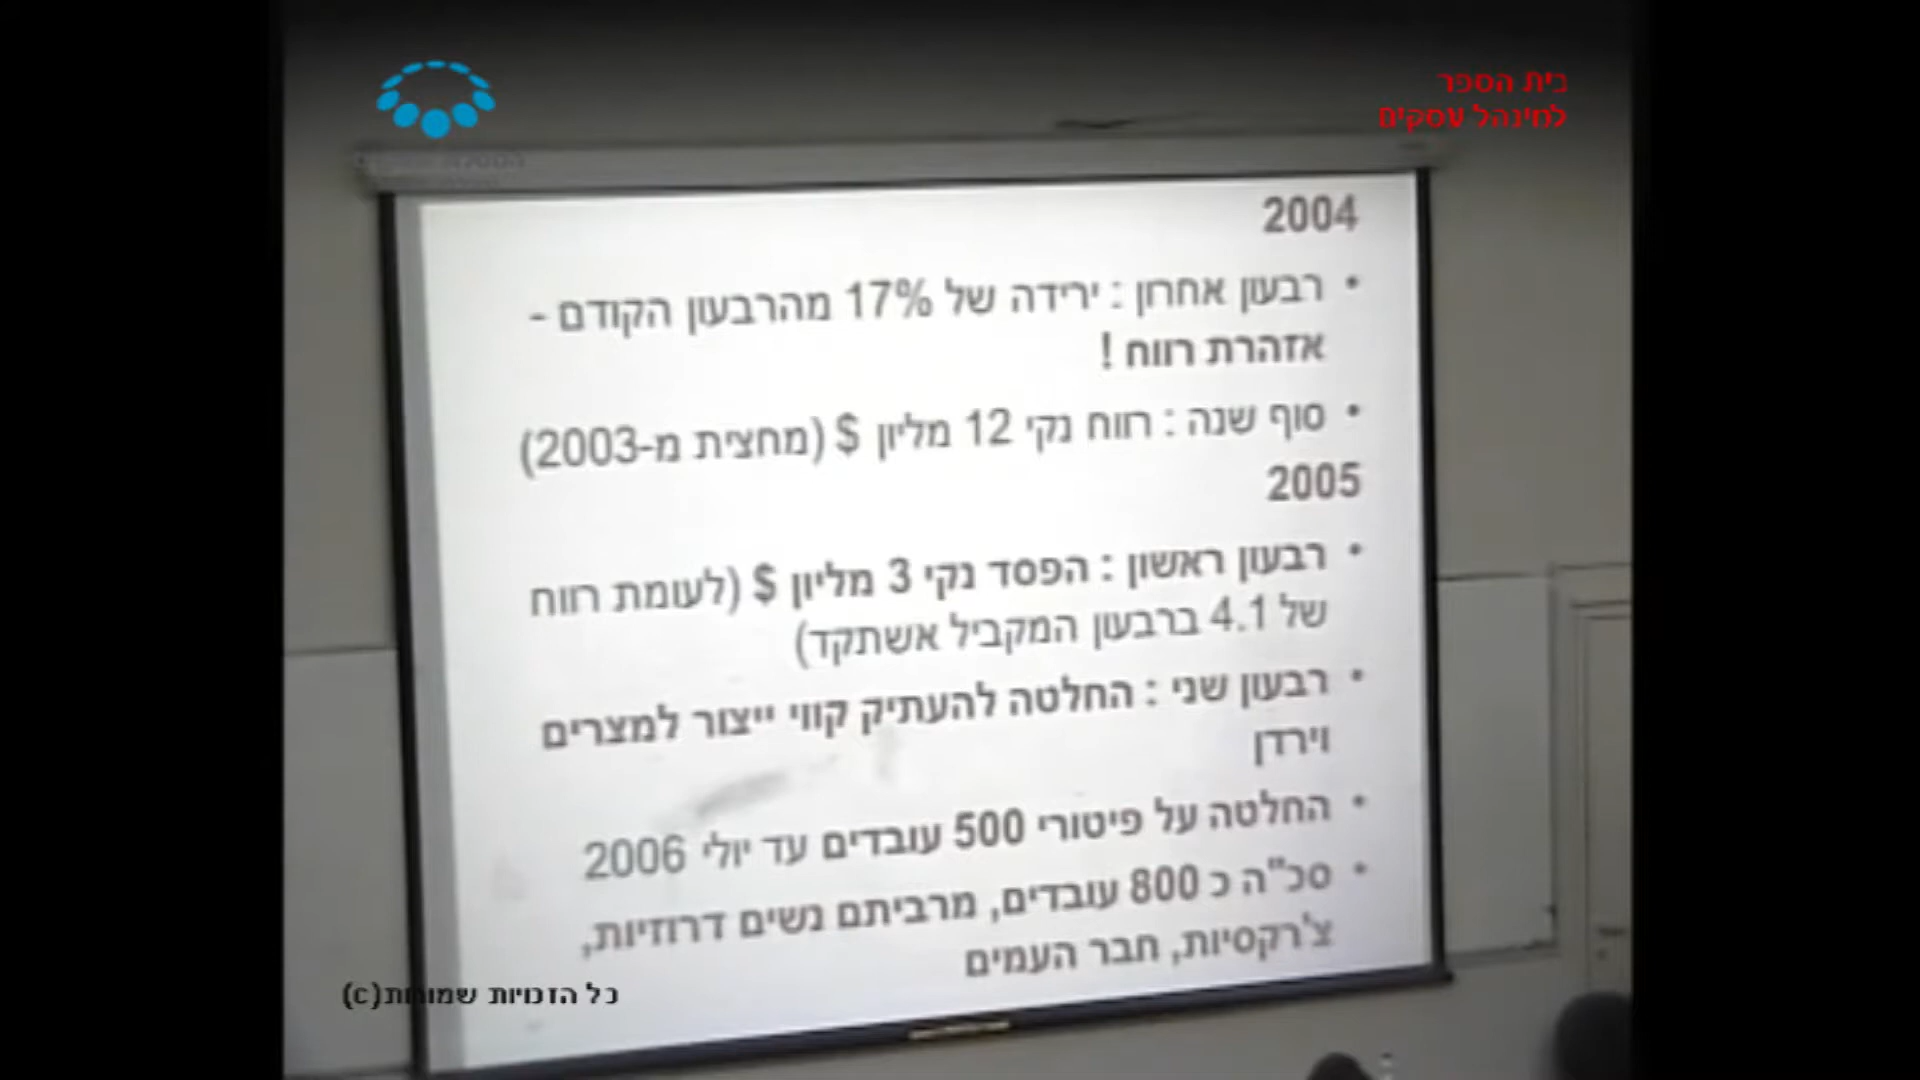 בית הספר
למינהל עסקים
2004
• רבעון אחרון : ירידה של 17% מהרבעון הקודם -
אזהרת רווח !
• סוף שנה : רווח נקי 12 מליון $ (מחצית מ-2003)
2005
• רבעון ראשון : הפסד נקי 3 מליון $ (לעומת רווח
של 4.1 ברבעון המקביל אשתקד)
• רבעון שני : החלטה להעתיק קווי ייצור למצרים
וירדן
• החלטה על פיטורי 500 עובדים עד יולי 2006
• סכ"ה כ 800 עובדים, מרביתם נשים דרוזיות,
צ'רקסיות, חבר העמים
כל הזכויות שמורות(c)